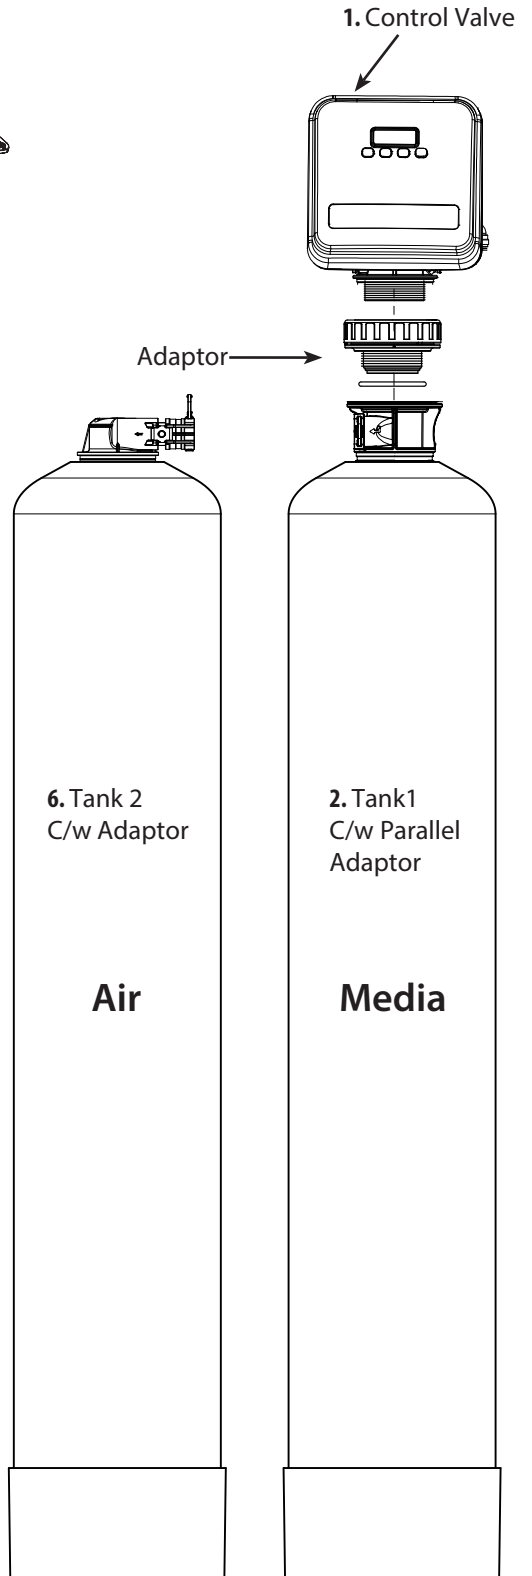 1. Control Valve
Adaptor
6. Tank 2
C/w Adaptor
2. Tank1
C/w Parallel
Adaptor
Air
Media